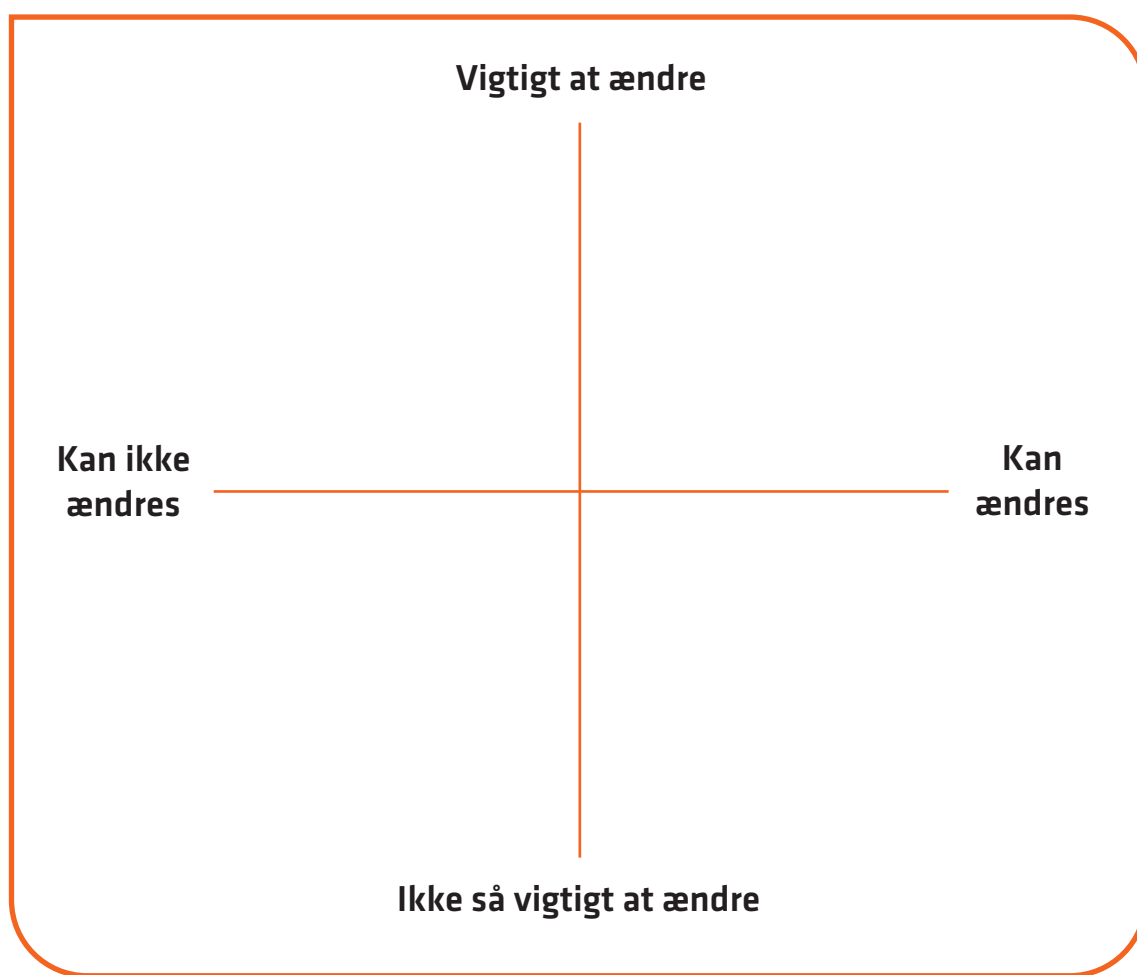 Vigtigt at ændre
Kan ikke
ændres
Kan
ændres
Ikke så vigtigt at ændre